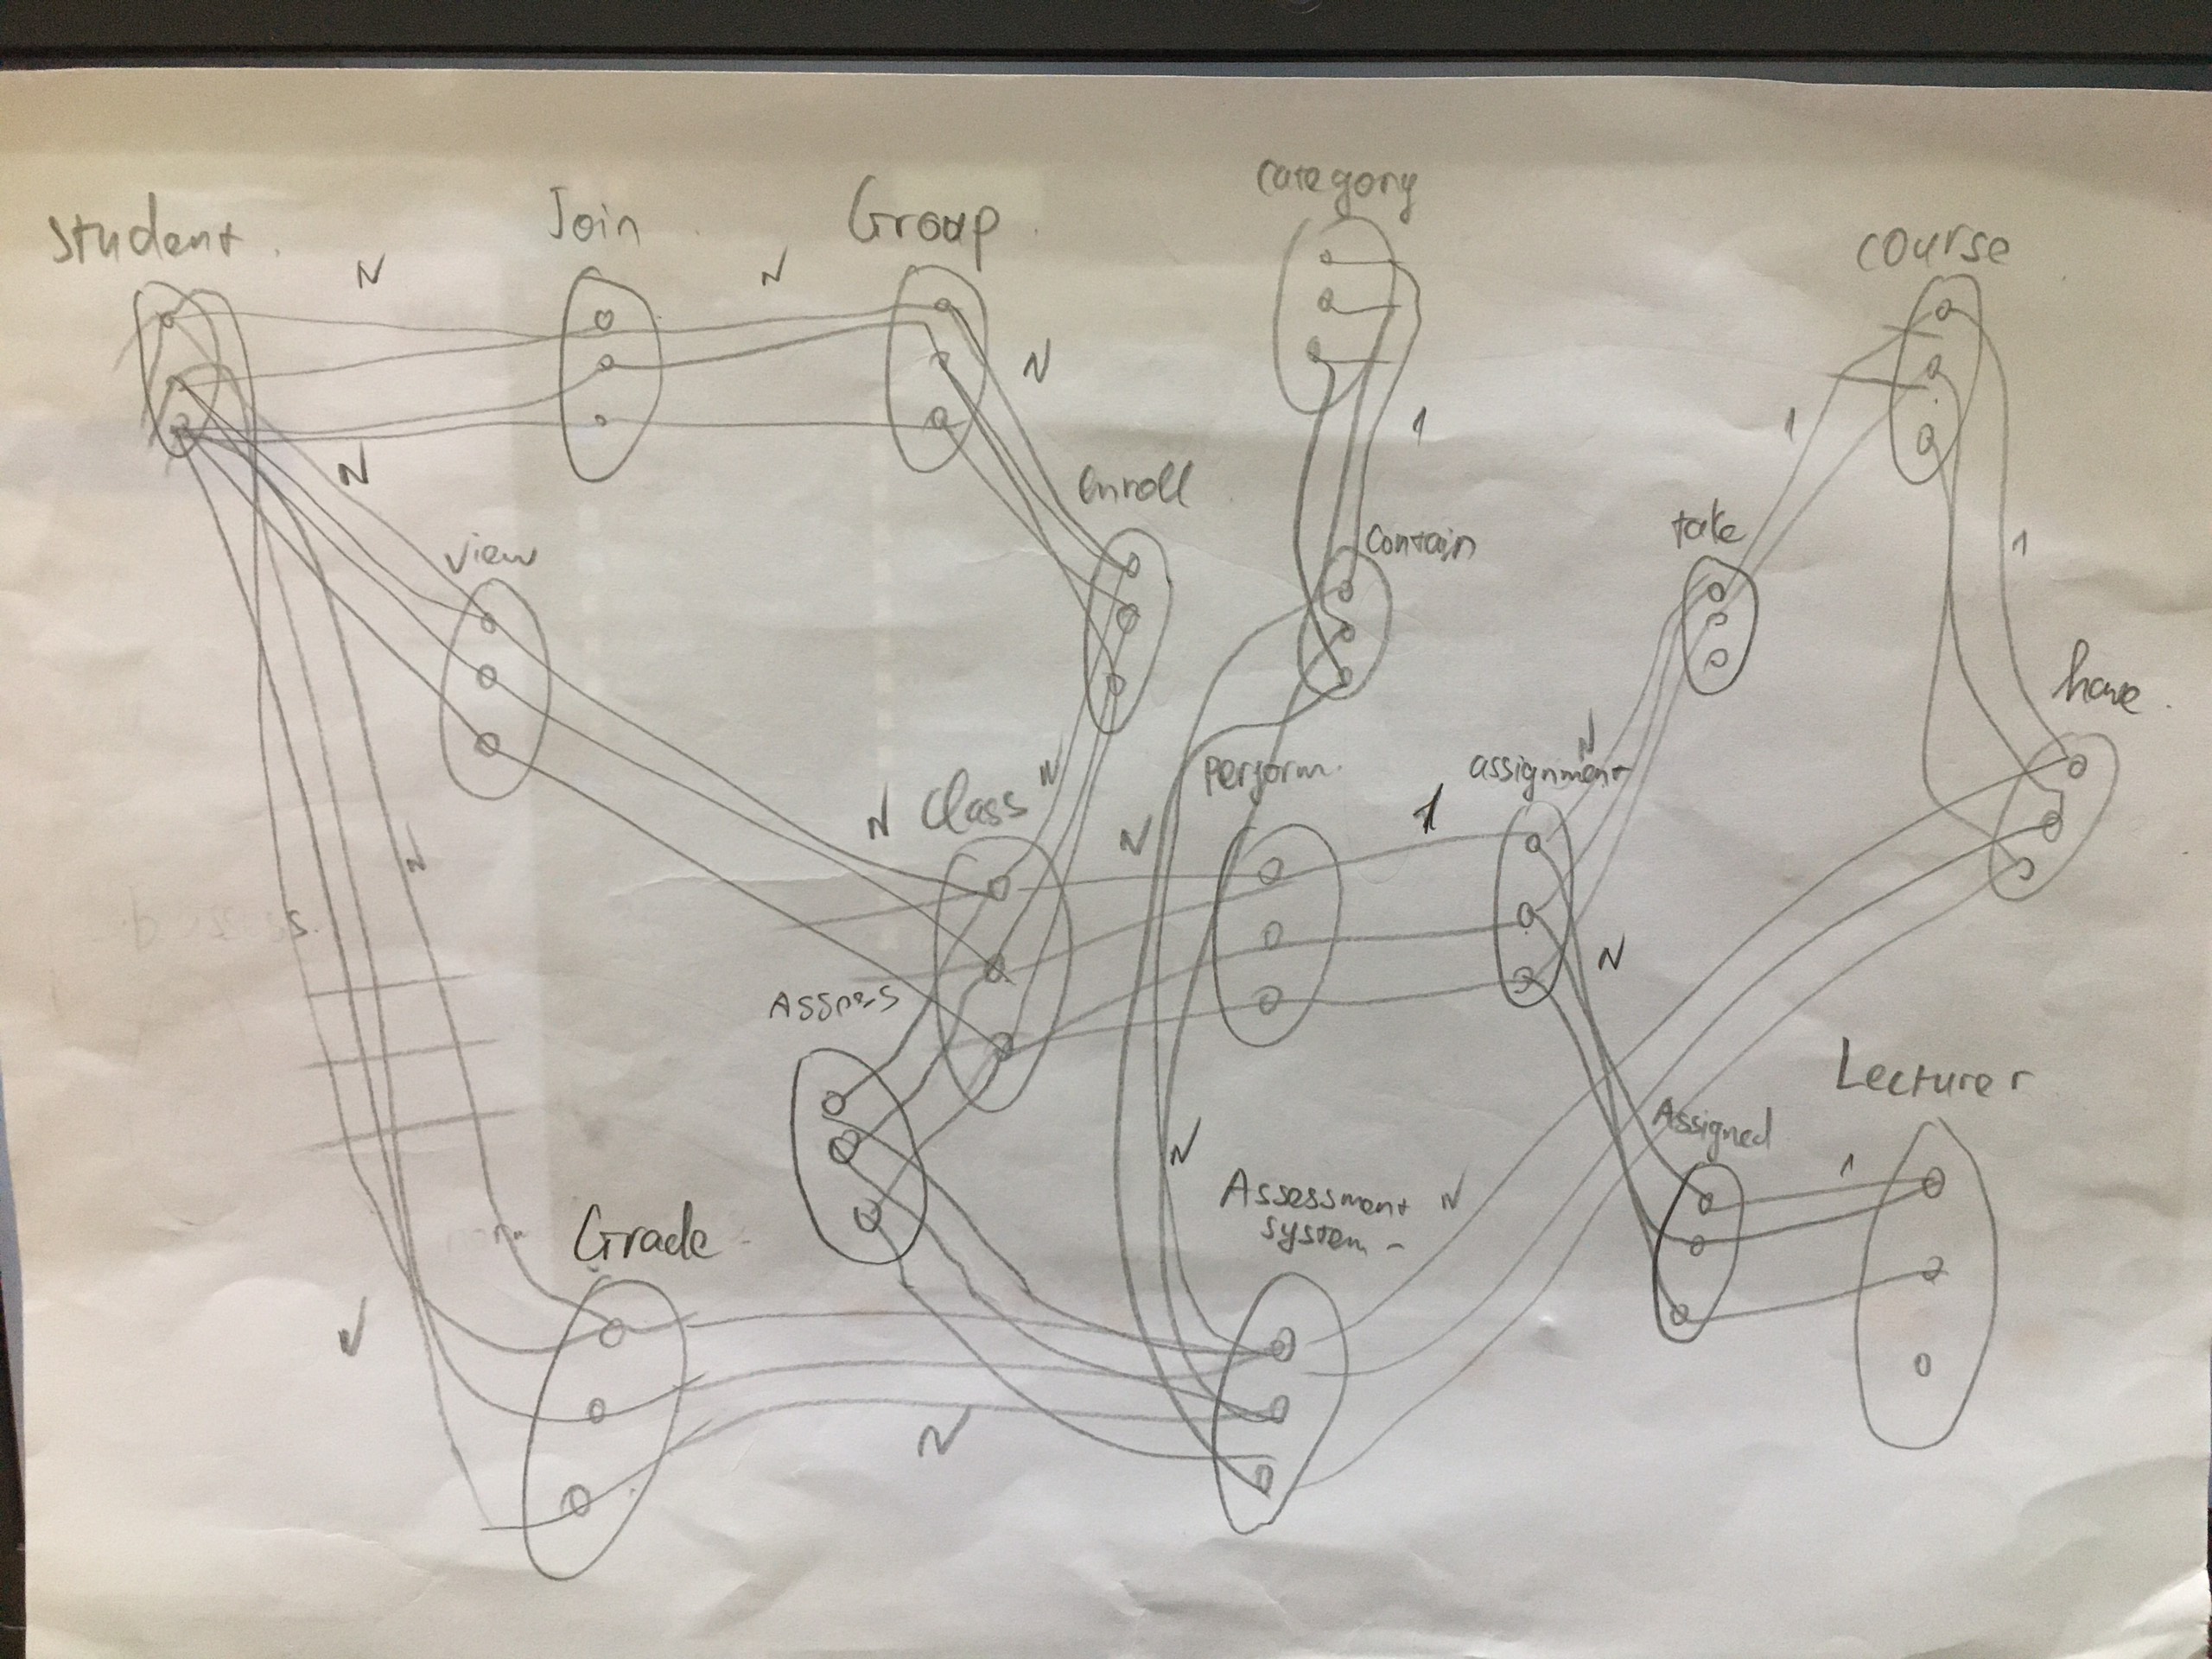 Category
Student.
Join
Group
course
N
N
N
1
1
N
enroll
contain
take
view
1
have
N
perform.
assignment
N
1
N
class
N
N
N
N
Assigned
Lecturer
1
N
Assessment
system
N
Grade
N
N